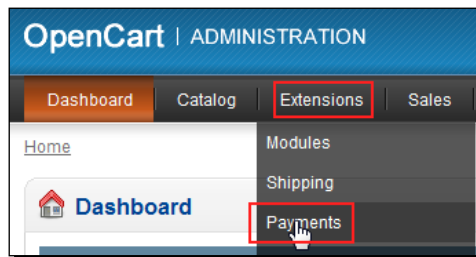 OpenCart | ADMINISTRATION
Dashboard Catalog Extensions Sales
Home Modules
Shipping
Dashboard
Payments